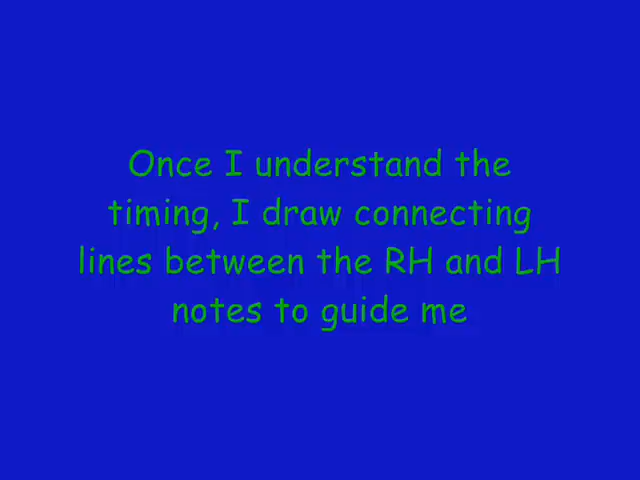 Once I understand the
timing, I draw connecting
lines between the RH and LH
notes to guide me